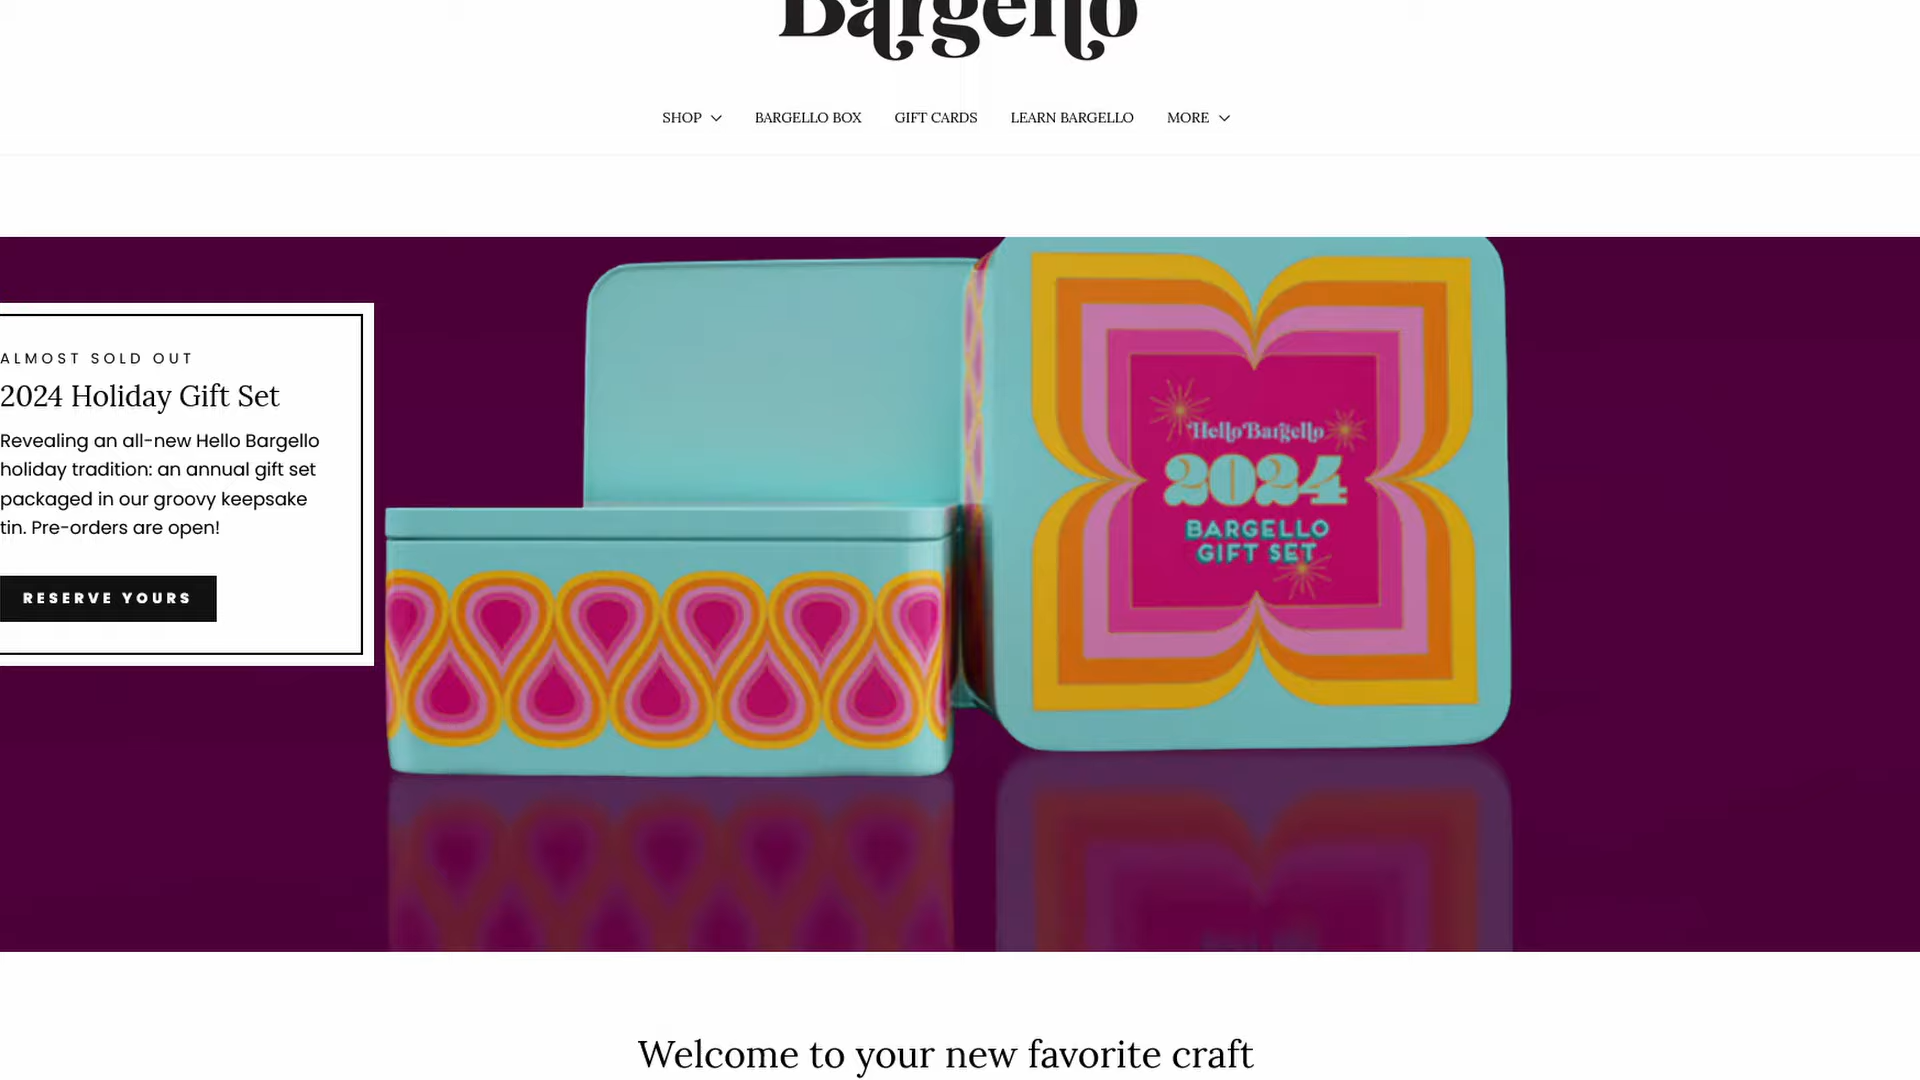 Bargello
SHOP
BARGELLO BOX
GIFT CARDS
LEARN BARGELLO
MORE
ALMOST SOLD OUT
2024 Holiday Gift Set
Revealing an all-new Hello Bargello
holiday tradition: an annual gift set
packaged in our groovy keepsake
tin. Pre-orders are open!
RESERVE YOURS
Hello Bargello
2024
BARGELLO
GIFT SET
Welcome to your new favorite craft